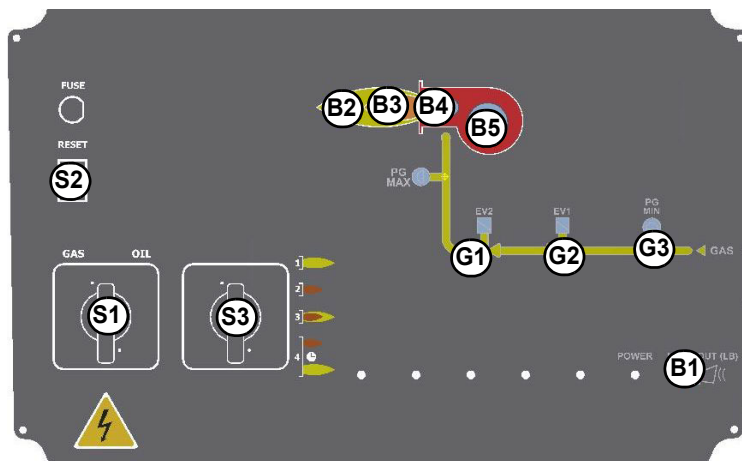 FUSE
B2
B3
B4
B5
RESET
S2
PG
MAX
EV2
EV1
PG
MIN
G1
G2
G3
GAS
GAS OIL
1
2
3
4
S1
S3
POWER
B1
OUT (LB)